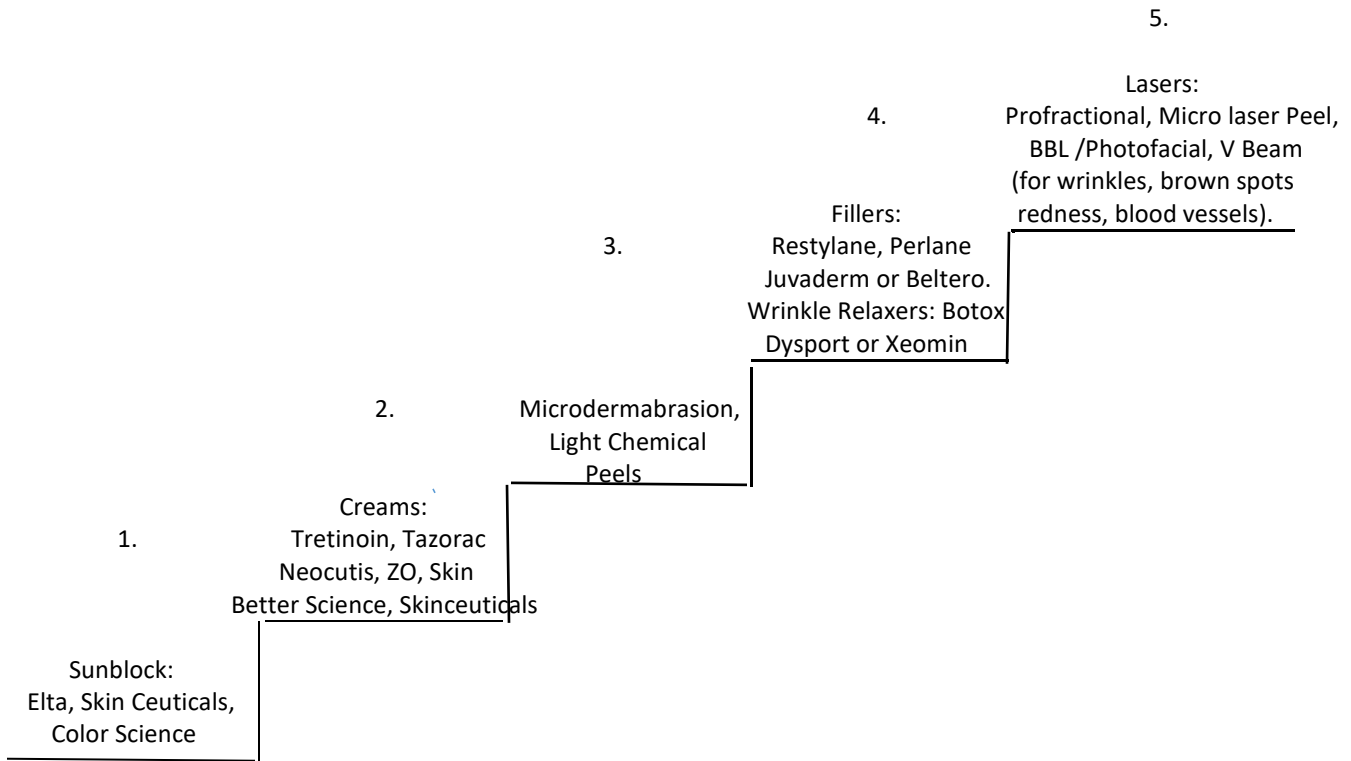 1.
Sunblock:
Elta, Skin Ceuticals,
Color Science
2.
Creams:
Tretinoin, Tazorac
Neocutis, ZO, Skin
Better Science, Skinceuticals
3.
Microdermabrasion,
Light Chemical
Peels
4.
Fillers:
Restylane, Perlane
Juvaderm or Beltero.
Wrinkle Relaxers: Botox
Dysport or Xeomin
5.
Lasers:
Profractional, Micro laser Peel,
BBL /Photofacial, V Beam
(for wrinkles, brown spots
redness, blood vessels).